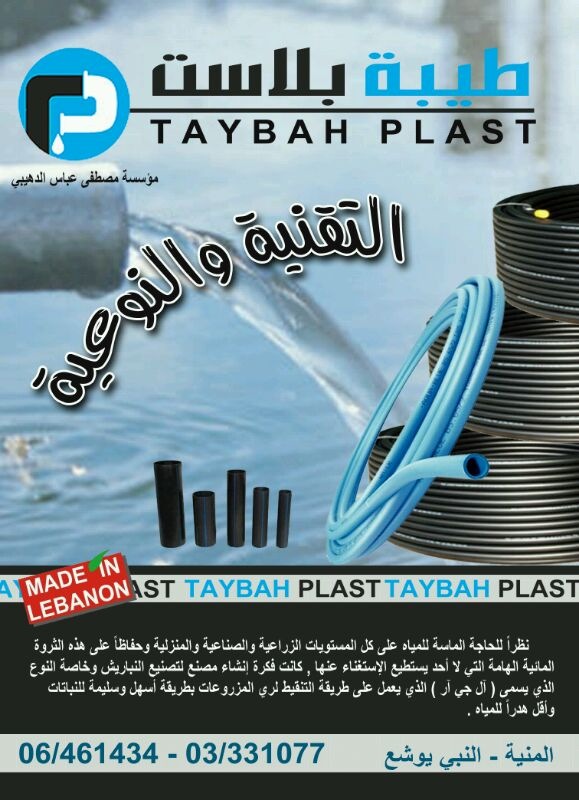 طيبة بلاست
TAYBAH PLAST
مؤسسة مصطفى عباس الدهيبي
التقنية والنوعية
MADE IN
LEBANON
TAYBAH PLAST TAYBAH PLAST
نظراً للحاجة الماسة للمياه على كل المستويات الزراعية والصناعية والمنزلية وحفاظاً على هذه الثروة
المائية الهامة التي لا أحد يستطيع الإستغناء عنها , كانت فكرة إنشاء مصنع لتصنيع النباريش وخاصة النوع
الذي يسمى ( آل جي آر ) الذي يعمل على طريقة التنقيط لري المزروعات بطريقة أسهل وسليمة للنباتات
وأقل هدراً للمياه .
المنية - النبي يوشع
06/461434 - 03/331077